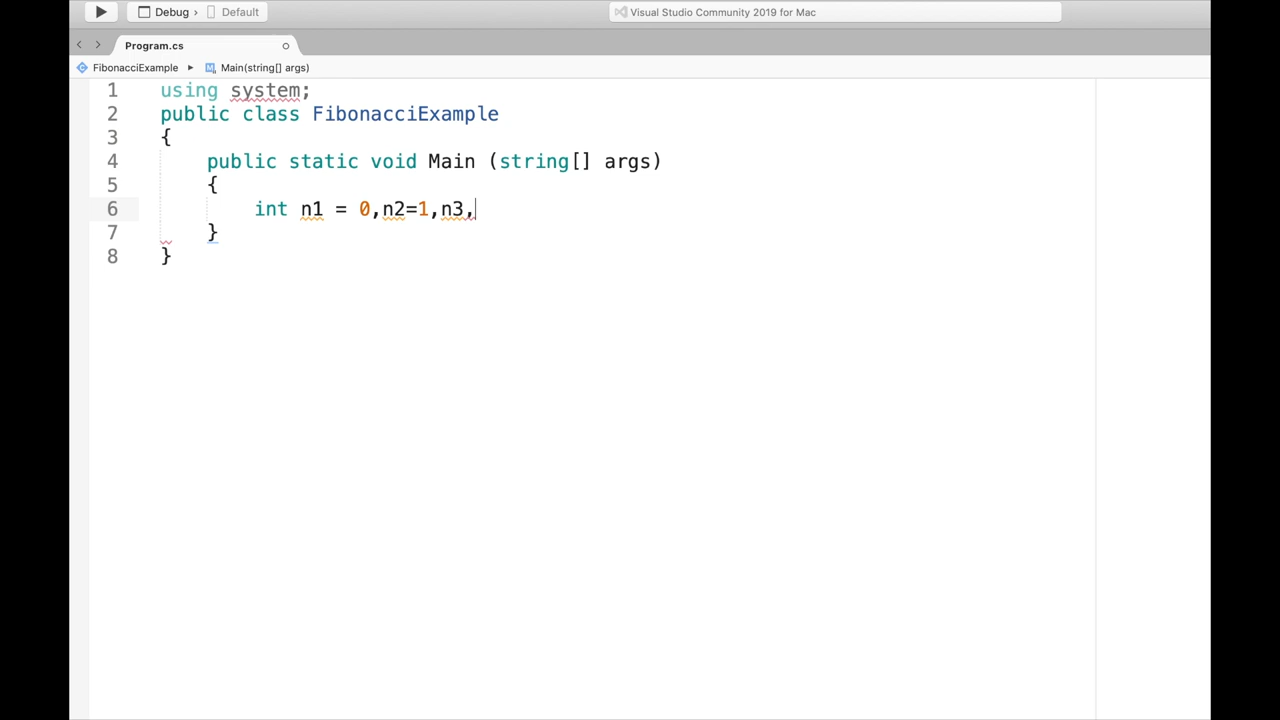 Debug › Default
Visual Studio Community 2019 for Mac
Program.cs
FibonacciExample ▸ Main(string[] args)
1 using system;
2 public class FibonacciExample
3 {
4 public static void Main (string[] args)
5 {
6 int n1 = 0,n2=1,n3,
7 }
8 }